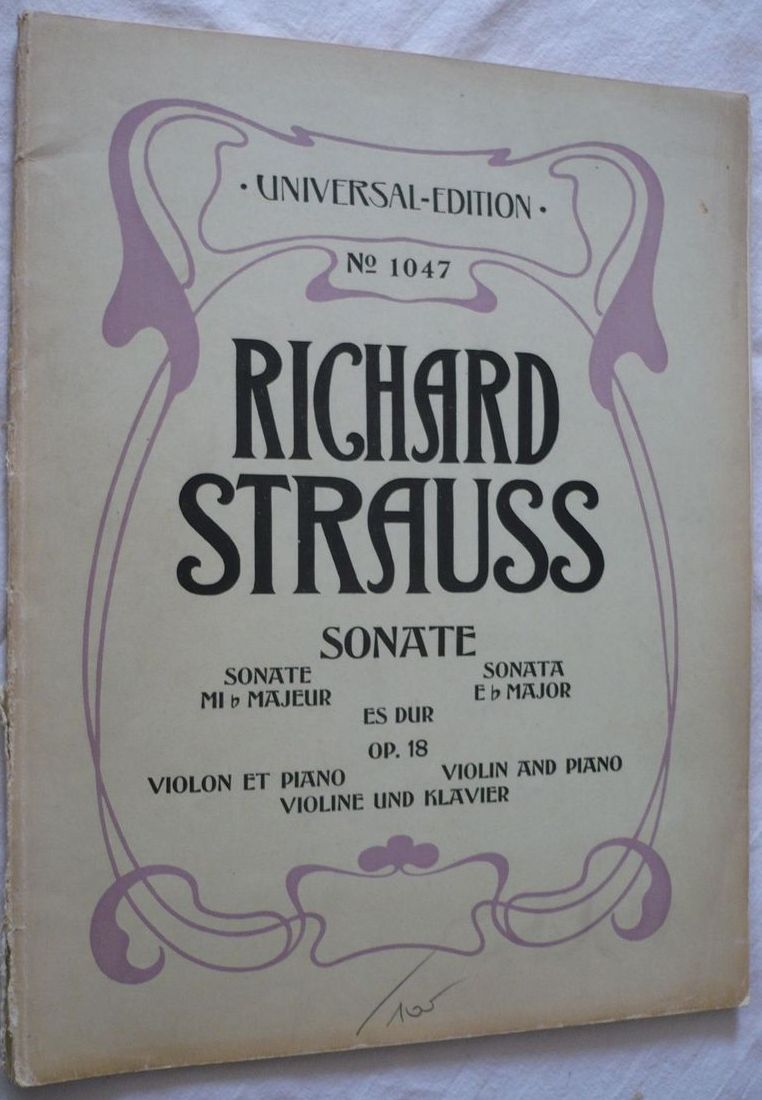 · UNIVERSAL-EDITION ·
Nº 1047
RICHARD
STRAUSS
SONATE
SONATE
MI ♭ MAJEUR
SONATA
E ♭ MAJOR
ES DUR
OP. 18
VIOLON ET PIANO
VIOLIN AND PIANO
VIOLINE UND KLAVIER